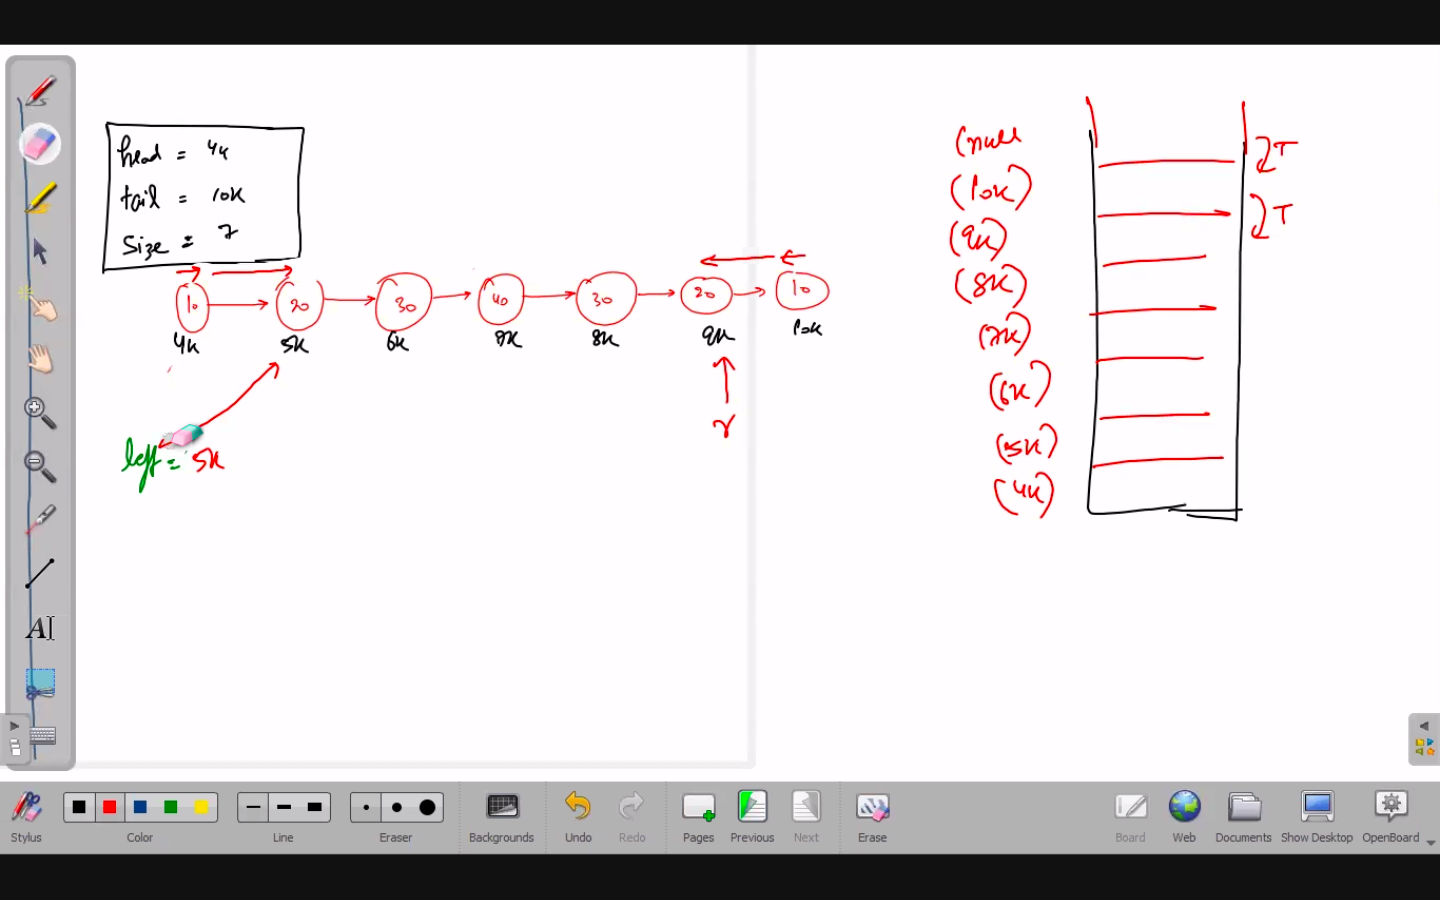 head = 4k
tail = 10k
size = 7
10 20 30 40 30 20 10
4k 5k 6k 7k 8k 9k 10k
r
left = 5k
(null
(10k)
(9k)
(8k)
(7k)
(6k)
(5k)
(4k)
T
T
A
Stylus
Color
Line
Eraser
Backgrounds
Undo
Redo
Pages
Previous
Next
Erase
Board
Web
Documents
Show Desktop
OpenBoard